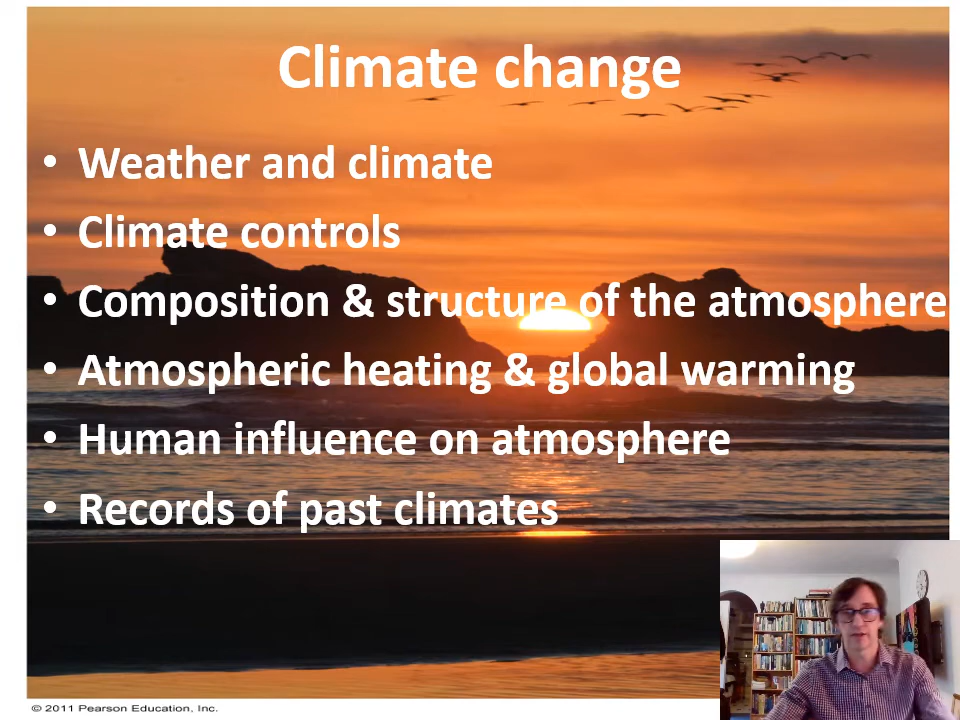 Climate change
• Weather and climate
• Climate controls
• Composition & structure of the atmosphere
• Atmospheric heating & global warming
• Human influence on atmosphere
• Records of past climates
© 2011 Pearson Education, Inc.